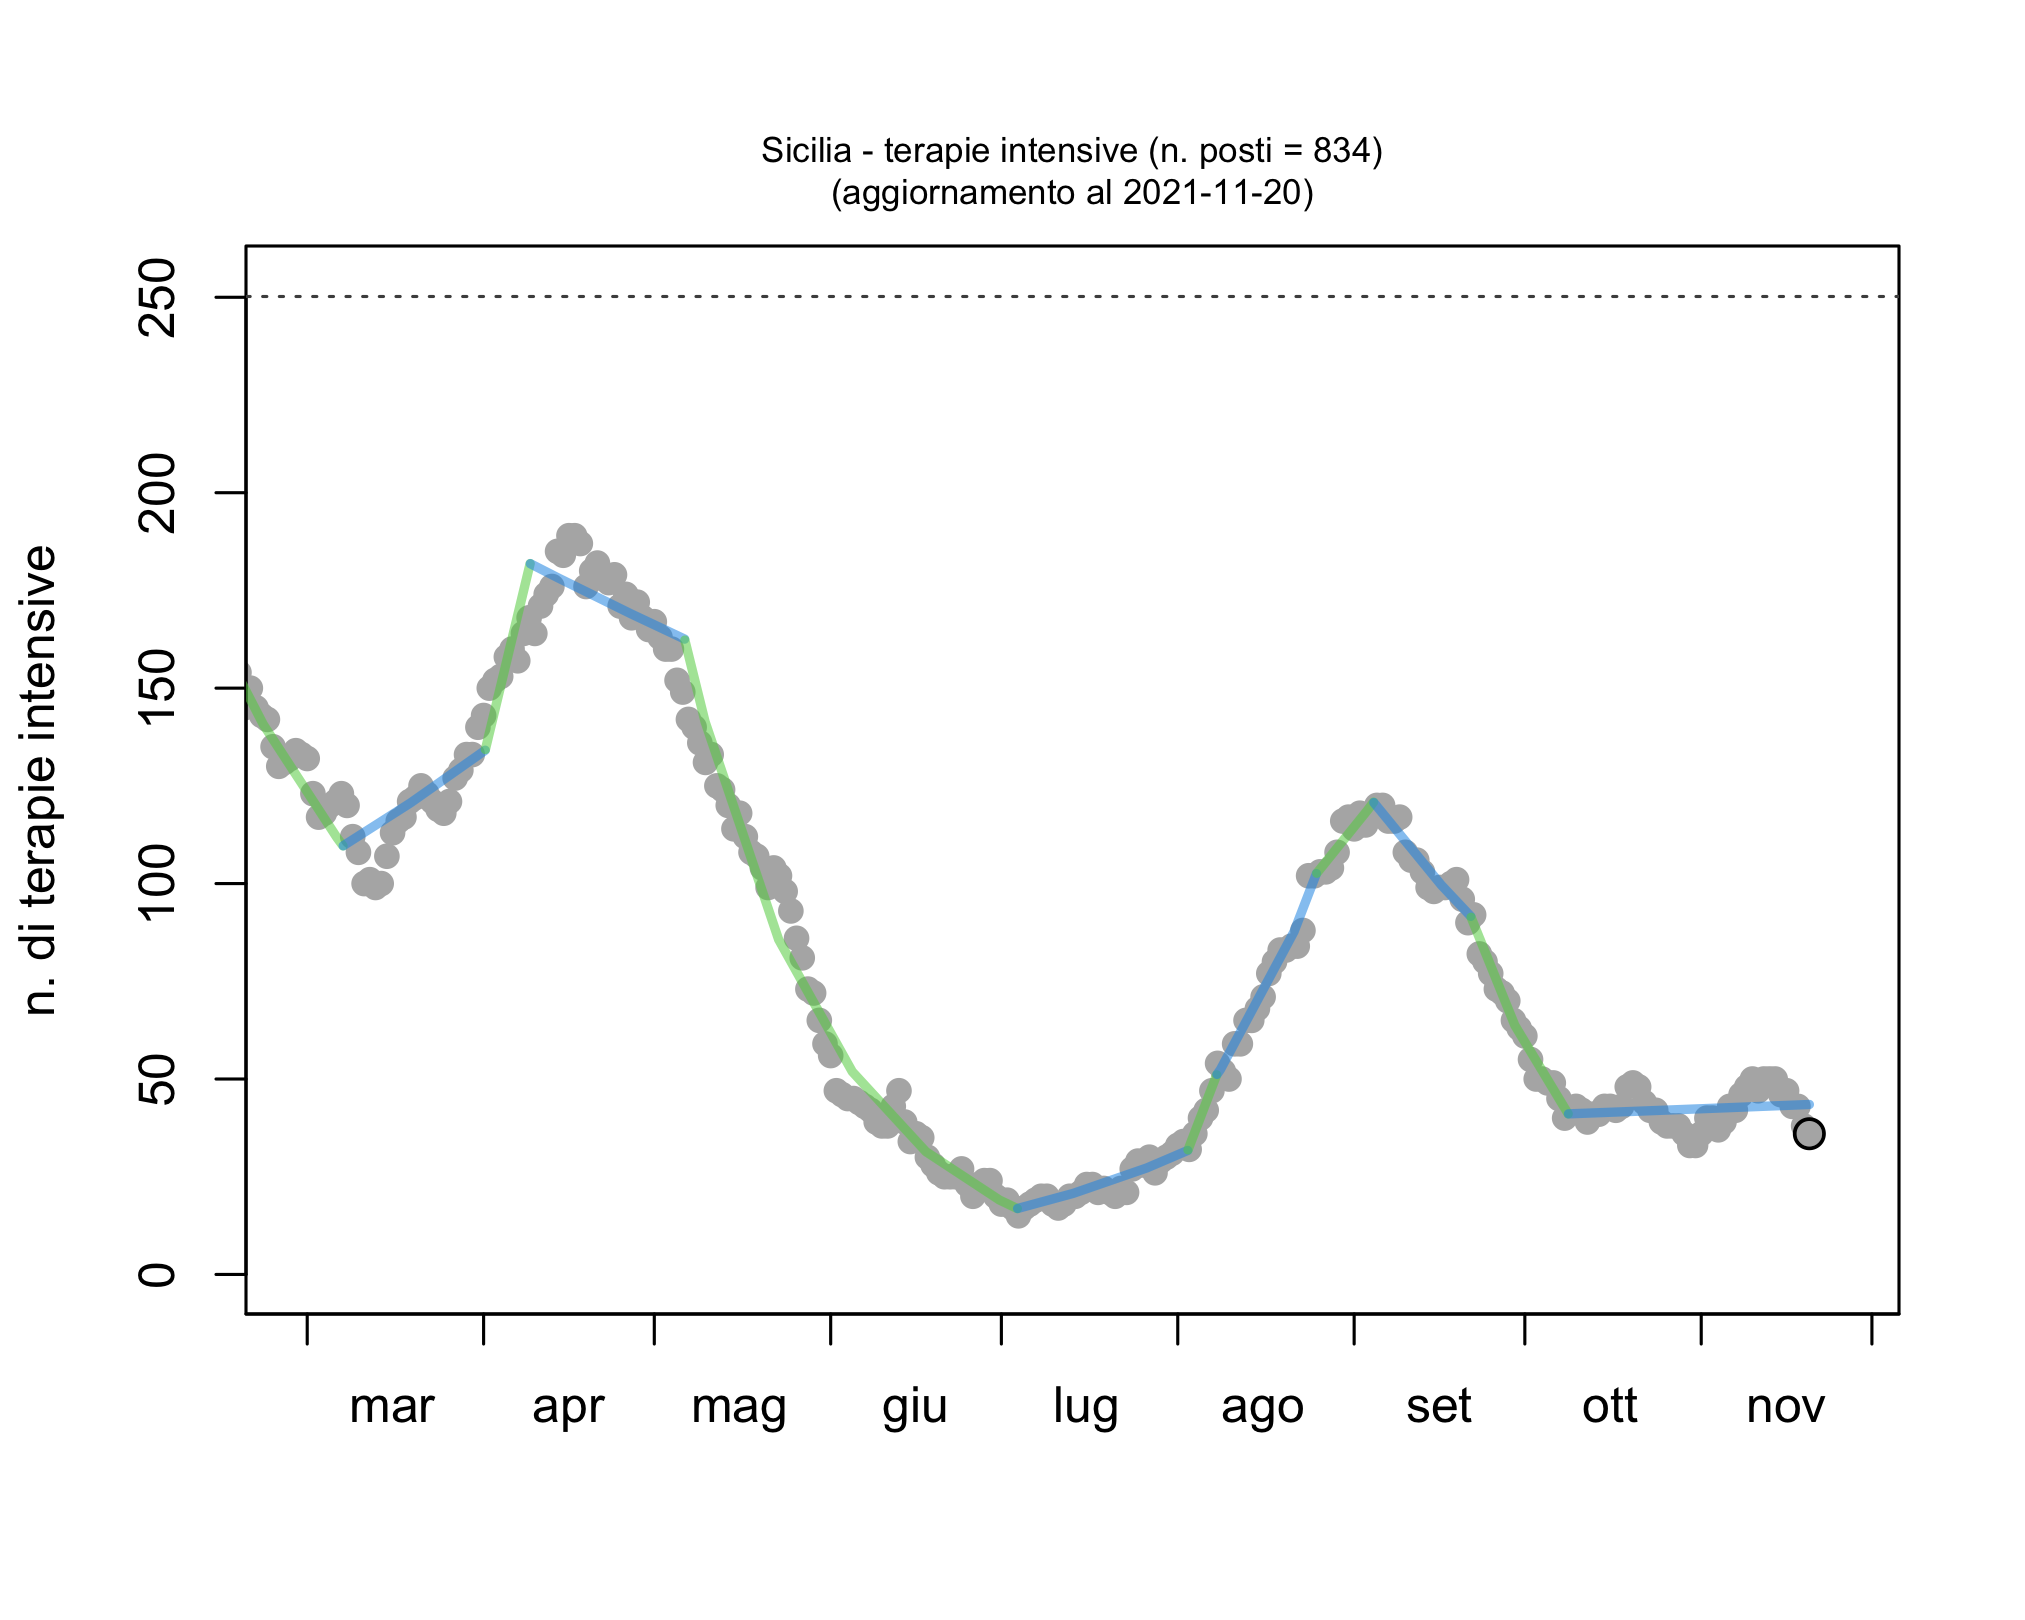 Sicilia - terapie intensive (n. posti = 834)
(aggiornamento al 2021-11-20)
n. di terapie intensive
250
200
150
100
50
0
mar apr mag giu lug ago set ott nov